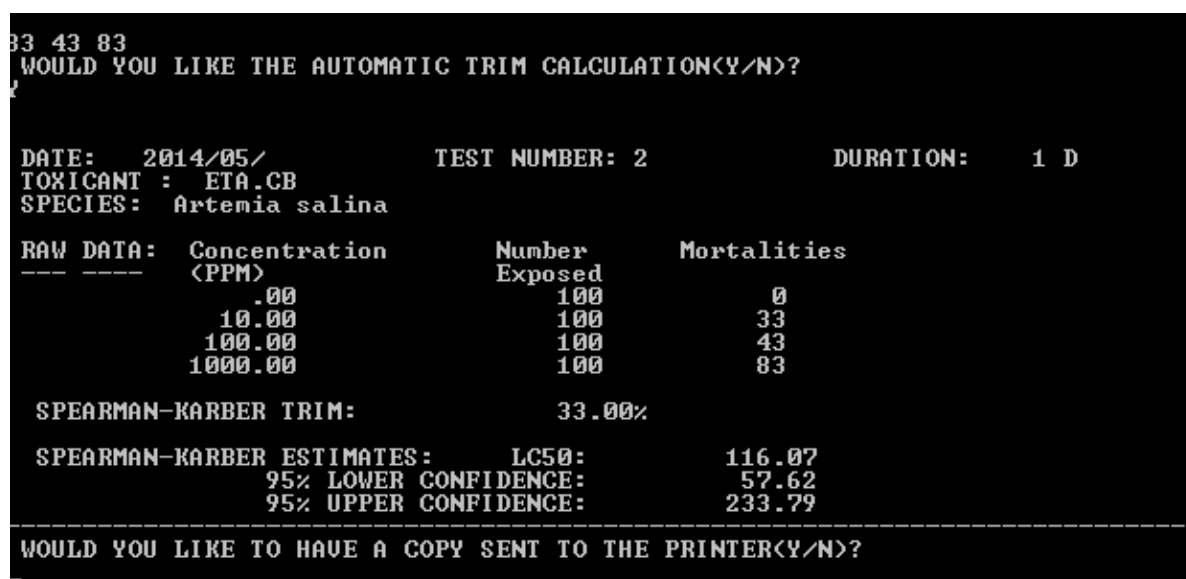 33 43 83
WOULD YOU LIKE THE AUTOMATIC TRIM CALCULATION(Y/N)?
Y
DATE: 2014/05/ TEST NUMBER: 2 DURATION: 1 D
TOXICANT : ETA.CB
SPECIES: Artemia salina
RAW DATA: Concentration Number Mortalities
--- ---- (PPM) Exposed
.00 100 0
10.00 100 33
100.00 100 43
1000.00 100 83
SPEARMAN-KARBER TRIM: 33.00%
SPEARMAN-KARBER ESTIMATES: LC50: 116.07
95% LOWER CONFIDENCE: 57.62
95% UPPER CONFIDENCE: 233.79
WOULD YOU LIKE TO HAVE A COPY SENT TO THE PRINTER(Y/N)?